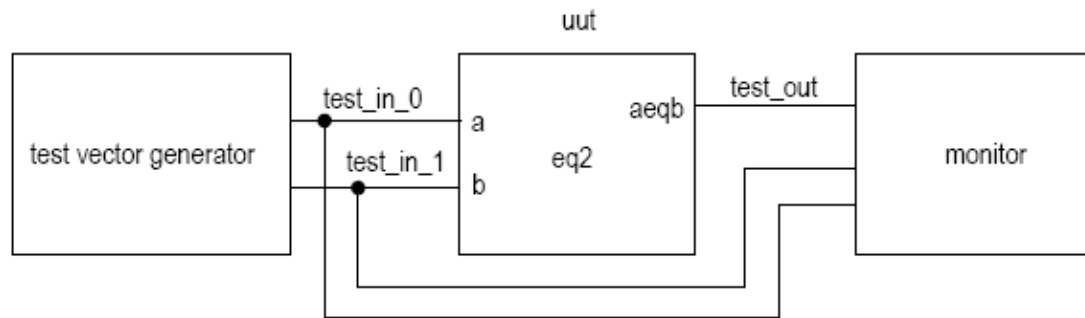 uut
test vector generator
test_in_0
test_in_1
a
b
eq2
aeqb
test_out
monitor